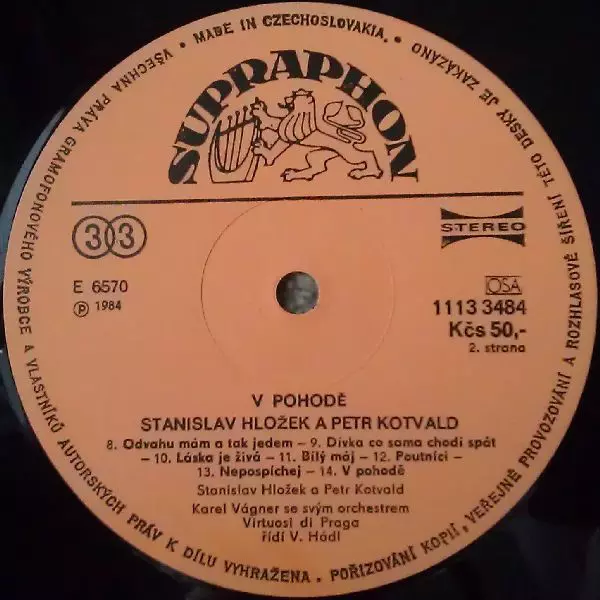 • MADE IN CZECHOSLOVAKIA. •
VŠECHNA PRÁVA GRAMOFONOVÉHO VÝROBCE A VLASTNÍKŮ AUTORSKÝCH PRÁV K DÍLU VYHRAŽENA. POŘIZOVÁNÍ KOPIÍ, VEŘEJNÉ PROVOZOVÁNÍ A ROZHLASOVÉ ŠÍŘENÍ TÉTO DESKY JE ZAKÁZÁNO
SUPRAPHON
33
STEREO
E 6570
℗ 1984
OSA
1113 3484
Kčs 50,-
2. strana
V POHODĚ
STANISLAV HLOŽEK A PETR KOTVALD
8. Odvahu mám a tak jedem – 9. Dívka co sama chodí spát
– 10. Láska je živá – 11. Bílý máj – 12. Poutníci –
13. Nepospíchej – 14. V pohodě
Stanislav Hložek a Petr Kotvald
Karel Vágner se svým orchestrem
Virtuosi di Praga
řídí V. Hádl